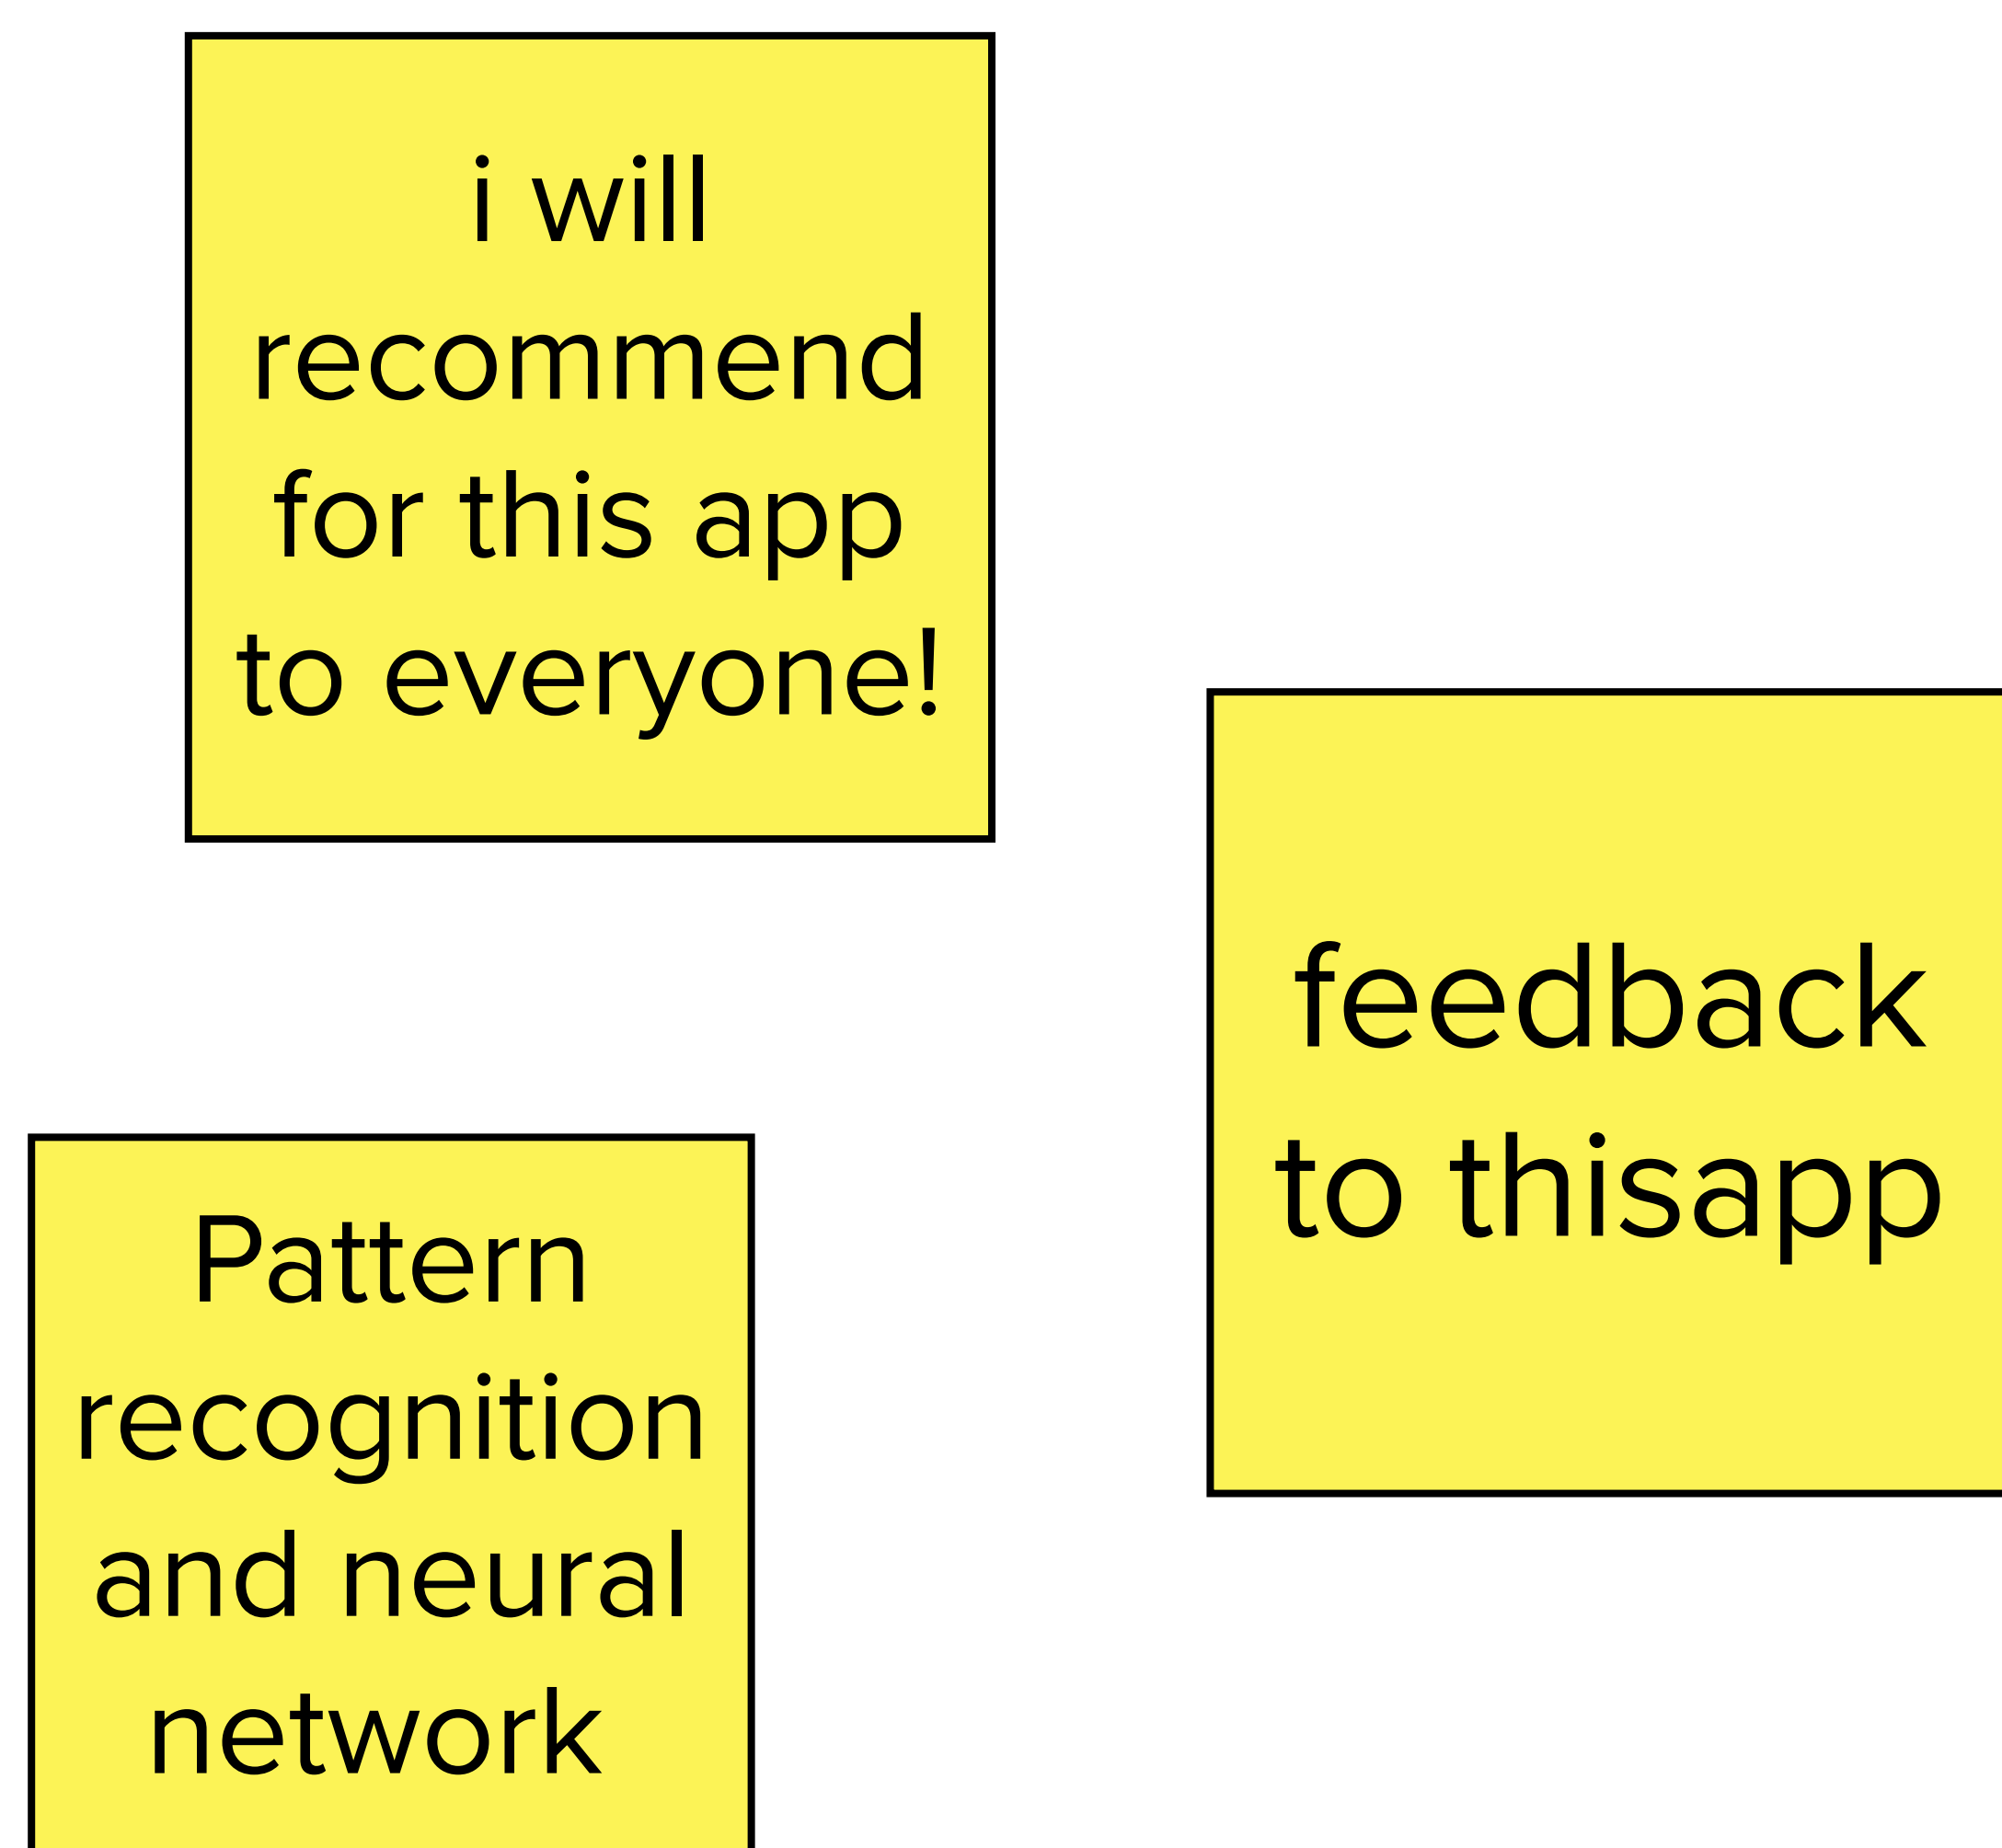 i will
recommend
for this app
to everyone!
feedback
to thisapp
Pattern
recognition
and neural
network